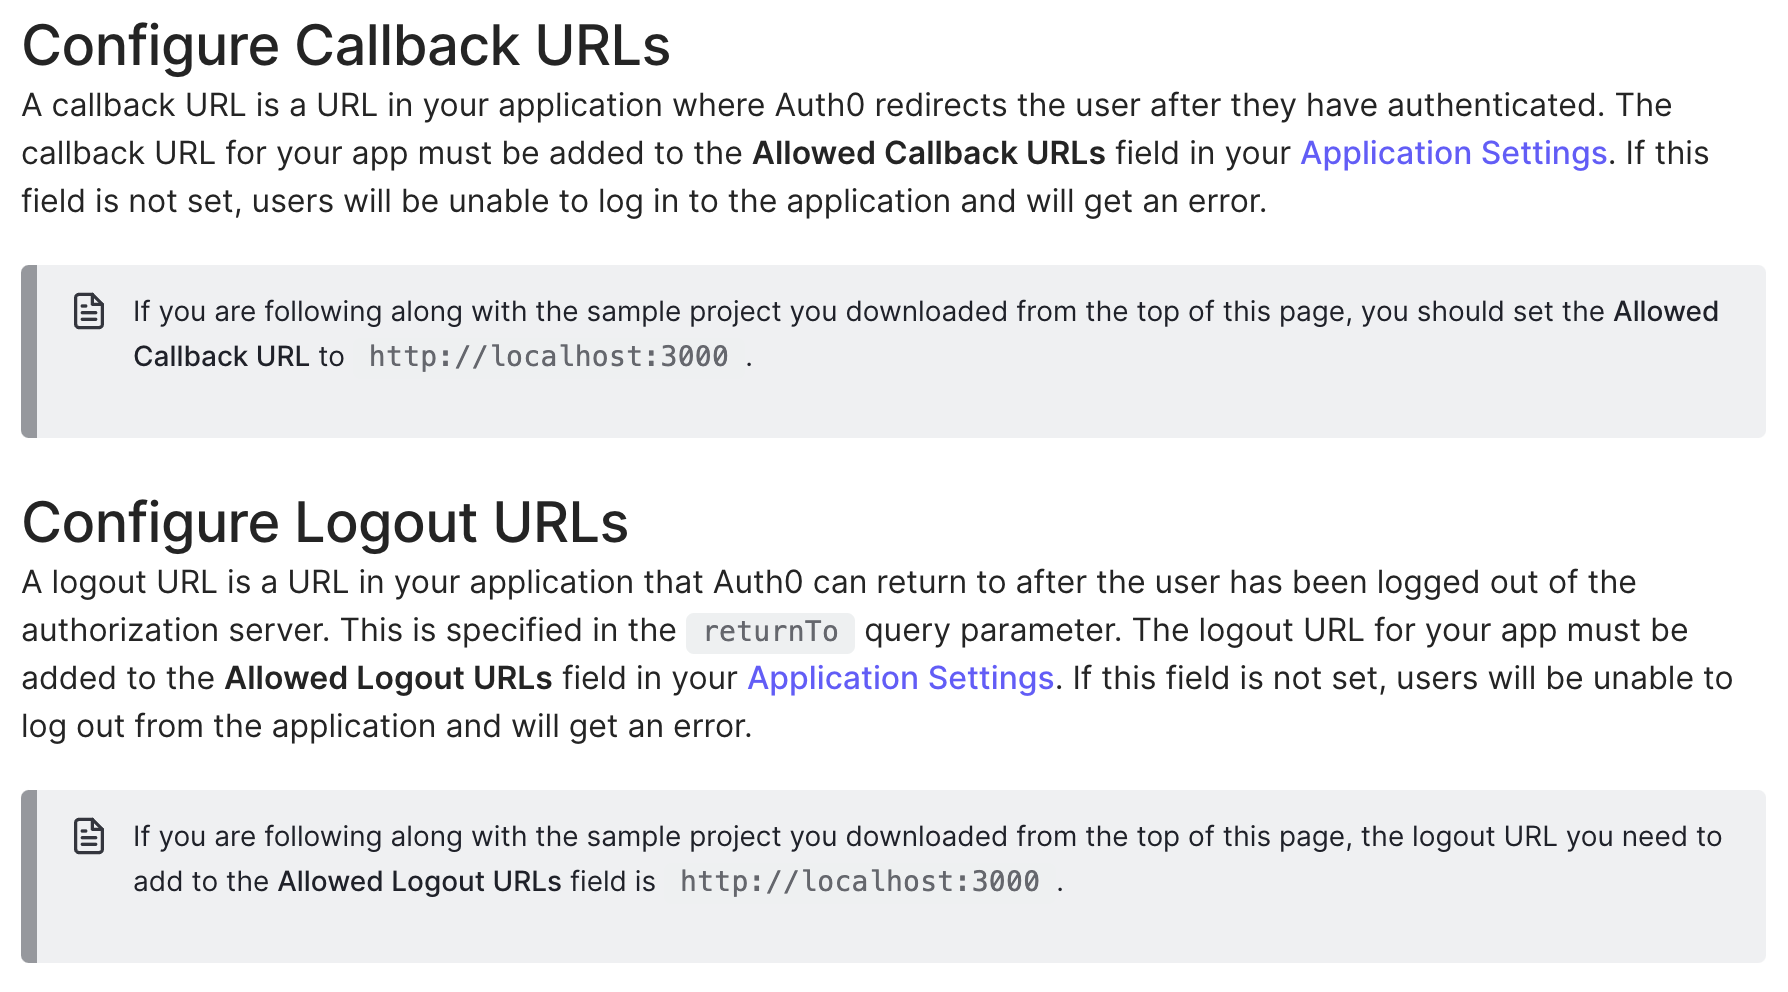 Configure Callback URLs
A callback URL is a URL in your application where Auth0 redirects the user after they have authenticated. The
callback URL for your app must be added to the Allowed Callback URLs field in your Application Settings. If this
field is not set, users will be unable to log in to the application and will get an error.
If you are following along with the sample project you downloaded from the top of this page, you should set the Allowed
Callback URL to http://localhost:3000 .
Configure Logout URLs
A logout URL is a URL in your application that Auth0 can return to after the user has been logged out of the
authorization server. This is specified in the returnTo query parameter. The logout URL for your app must be
added to the Allowed Logout URLs field in your Application Settings. If this field is not set, users will be unable to
log out from the application and will get an error.
If you are following along with the sample project you downloaded from the top of this page, the logout URL you need to
add to the Allowed Logout URLs field is http://localhost:3000 .